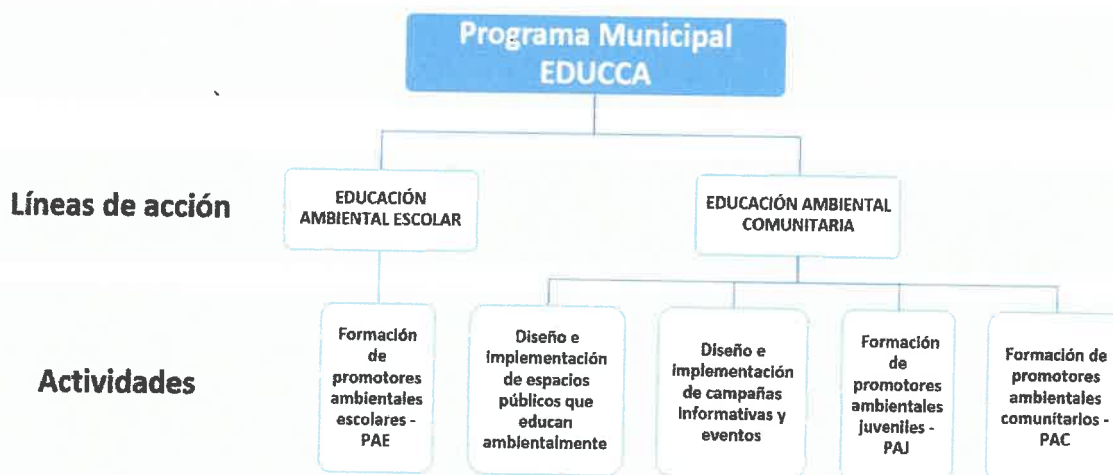 Programa Municipal
EDUCCA
Líneas de acción
EDUCACIÓN
AMBIENTAL ESCOLAR
EDUCACIÓN AMBIENTAL
COMUNITARIA
Actividades
Formación
de
promotores
ambientales
escolares -
PAE
Diseño e
implementación
de espacios
públicos que
educan
ambientalmente
Diseño e
implementación
de campañas
informativas y
eventos
Formación
de
promotores
ambientales
juveniles -
PAJ
Formación de
promotores
ambientales
comunitarios -
PAC